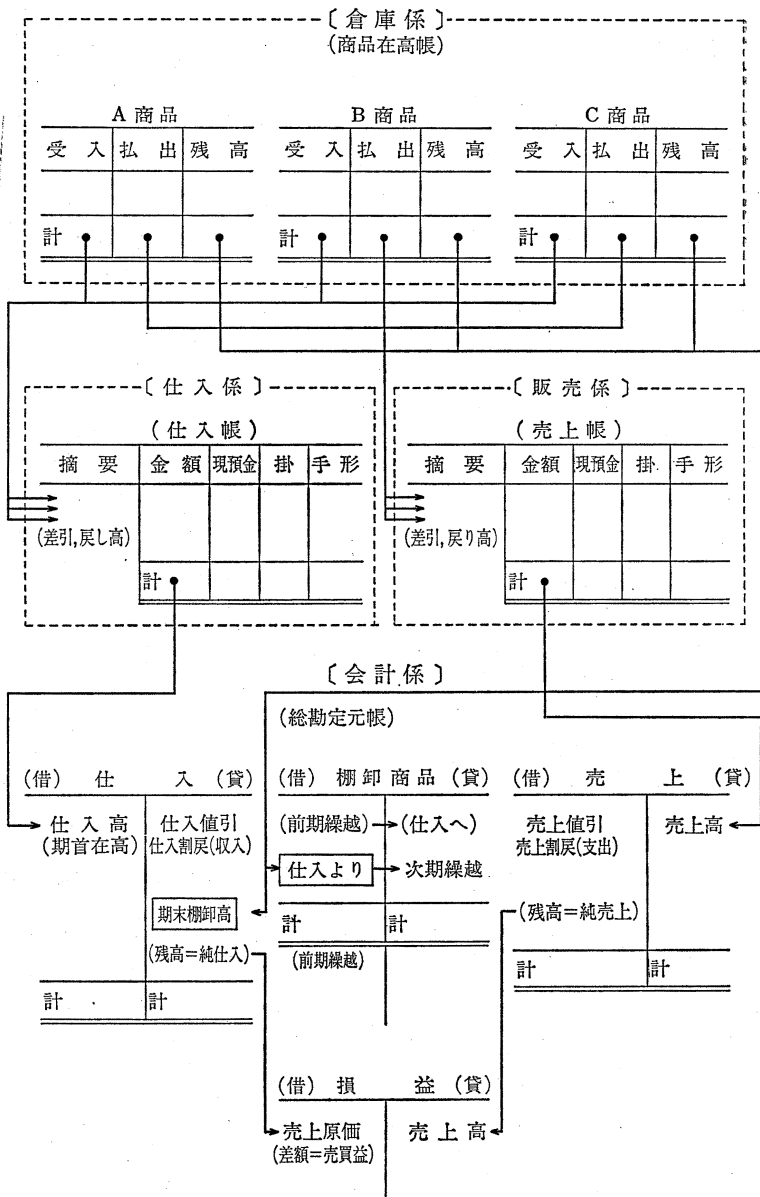 〔倉庫係〕
(商品在高帳)
A商品 B商品 C商品
受入 払出 残高 受入 払出 残高 受入 払出 残高
計 計 計
〔仕入係〕 〔販売係〕
(仕入帳) (売上帳)
摘要 金額 現預金 掛 手形 摘要 金額 現預金 掛 手形
(差引,戻し高) (差引,戻り高)
計 計
〔会計係〕
(総勘定元帳)
(借) 仕入 (貸) (借) 棚卸商品 (貸) (借) 売上 (貸)
仕入高 仕入値引 (前期繰越) (仕入へ) 売上値引 売上高
(期首在高) 仕入割戻(収入) 売上割戻(支出)
仕入より 次期繰越
期末棚卸高 計 計 (残高=純売上)
(残高=純仕入) (前期繰越)
計 計
計 計
(借) 損益 (貸)
売上原価 売上高
(差額=売買益)